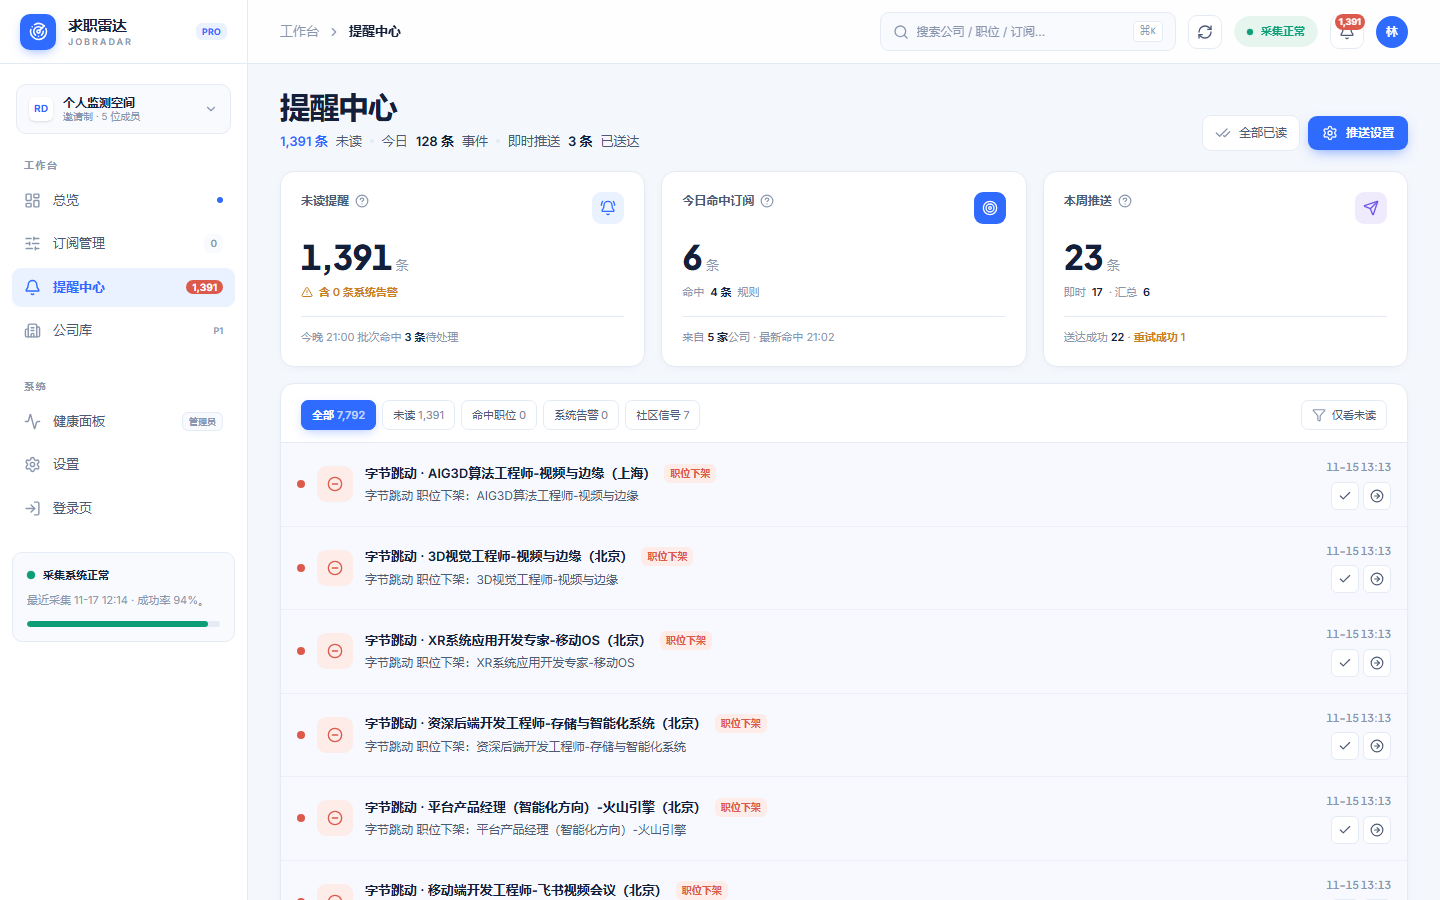 求职雷达
JOBRADAR
PRO
工作台 > 提醒中心
搜索公司 / 职位 / 订阅...
⌘K
采集正常
1,391
林
RD
个人监测空间
邀请制 · 5 位成员
工作台
总览
订阅管理 0
提醒中心 1,391
公司库 P1
系统
健康面板 管理员
设置
登录页
采集系统正常
最近采集 11-17 12:14 · 成功率 94%。
提醒中心
1,391 条 未读 · 今日 128 条 事件 · 即时推送 3 条 已送达
全部已读
推送设置
未读提醒
1,391 条
含 0 条系统告警
今晚 21:00 批次命中 3 条待处理
今日命中订阅
6 条
命中 4 条 规则
来自 5 家公司 · 最新命中 21:02
本周推送
23 条
即时 17 · 汇总 6
送达成功 22 · 重试成功 1
全部 7,792
未读 1,391
命中职位 0
系统告警 0
社区信号 7
仅看未读
字节跳动 · AIG3D算法工程师-视频与边缘（上海） 职位下架
字节跳动 职位下架：AIG3D算法工程师-视频与边缘
11-15 13:13
字节跳动 · 3D视觉工程师-视频与边缘（北京） 职位下架
字节跳动 职位下架：3D视觉工程师-视频与边缘
11-15 13:13
字节跳动 · XR系统应用开发专家-移动OS（北京） 职位下架
字节跳动 职位下架：XR系统应用开发专家-移动OS
11-15 13:13
字节跳动 · 资深后端开发工程师-存储与智能化系统（北京） 职位下架
字节跳动 职位下架：资深后端开发工程师-存储与智能化系统
11-15 13:13
字节跳动 · 平台产品经理（智能化方向）-火山引擎（北京） 职位下架
字节跳动 职位下架：平台产品经理（智能化方向）-火山引擎
11-15 13:13
字节跳动 · 移动端开发工程师-飞书视频会议（北京） 职位下架
11-15 13:13